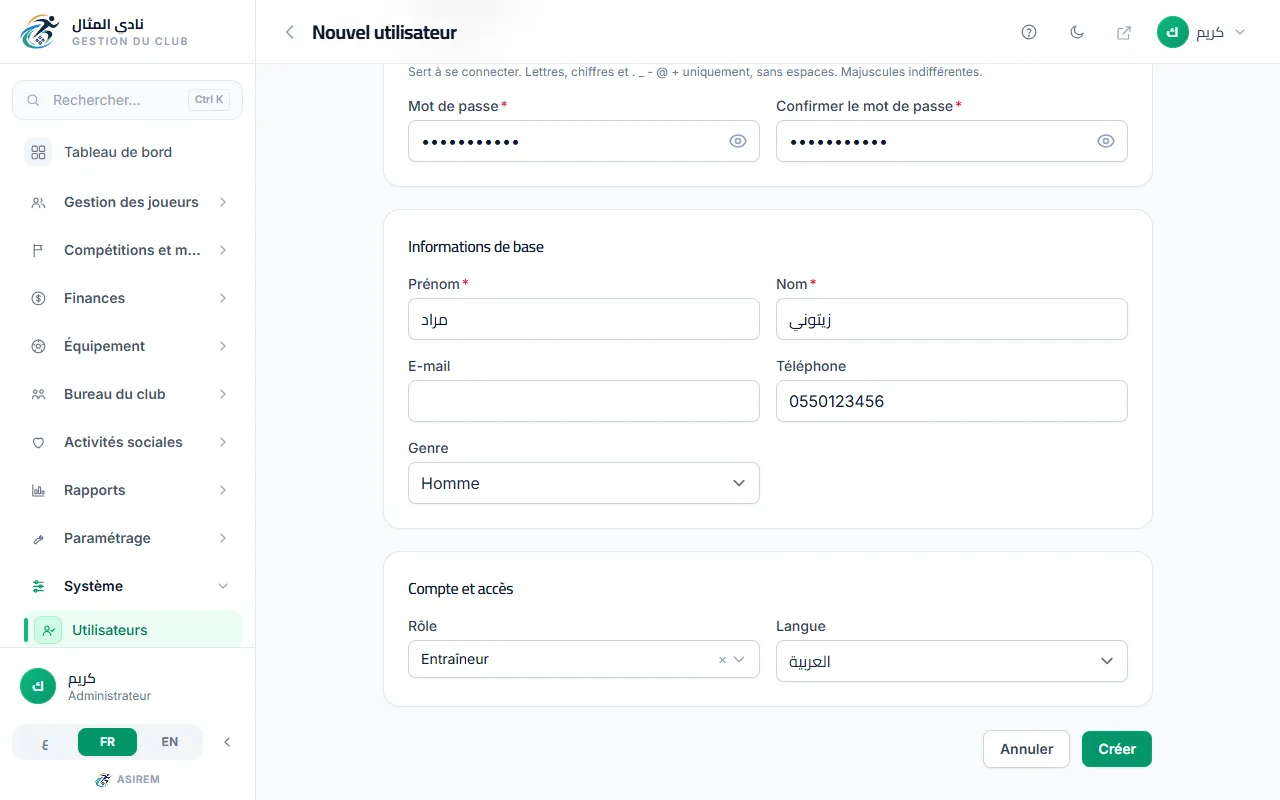 نادي المثال
GESTION DU CLUB
Nouvel utilisateur
كريم
ك
Rechercher...
Ctrl K
Tableau de bord
Gestion des joueurs
Compétitions et m...
Finances
Équipement
Bureau du club
Activités sociales
Rapports
Paramétrage
Système
Utilisateurs
ك
كريم
Administrateur
ع
FR
EN
ASIREM
Sert à se connecter. Lettres, chiffres et . _ - @ + uniquement, sans espaces. Majuscules indifférentes.
Mot de passe*
Confirmer le mot de passe*
•••••••••••
•••••••••••
Informations de base
Prénom*
Nom*
مراد
زيتوني
E-mail
Téléphone
0550123456
Genre
Homme
Compte et accès
Rôle
Langue
Entraîneur
×
العربية
Annuler
Créer